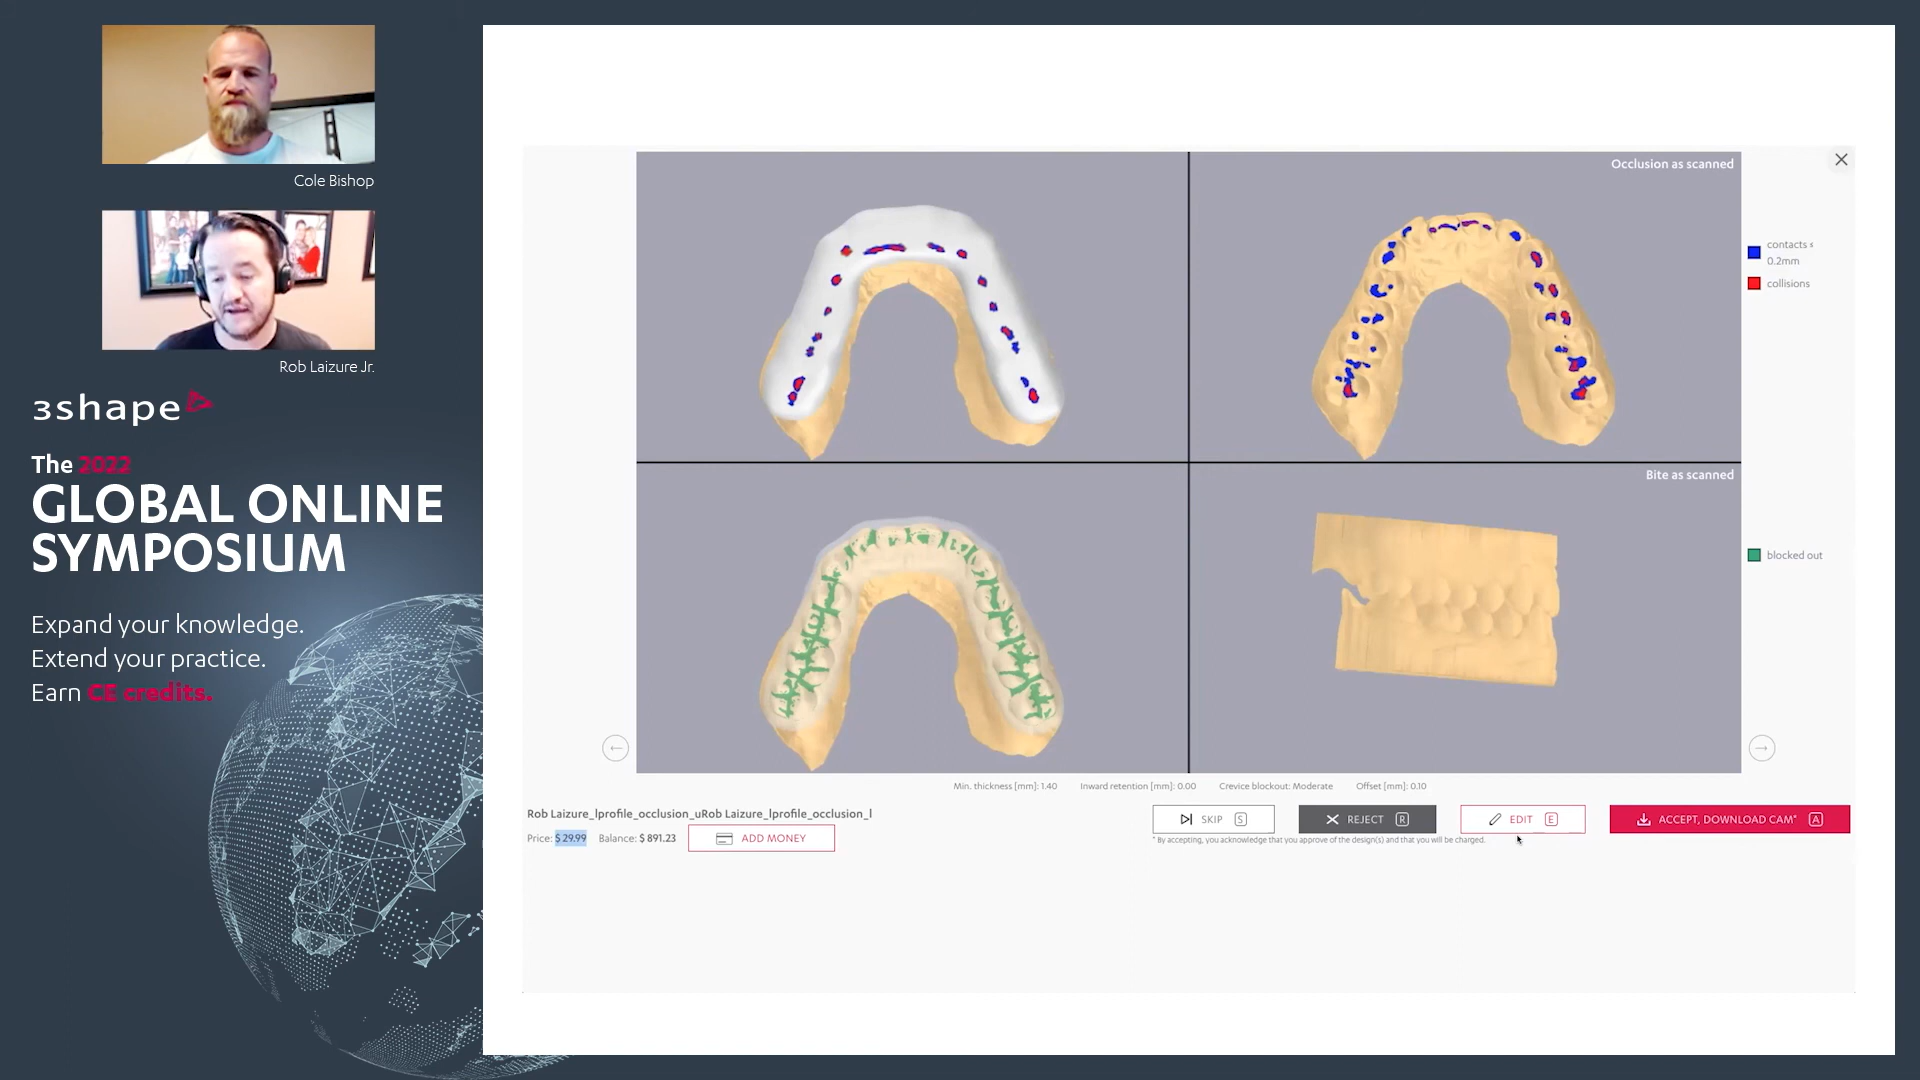 Cole Bishop
Rob Laizure Jr.
3shape
The 2022
GLOBAL ONLINE
SYMPOSIUM
Expand your knowledge.
Extend your practice.
Earn CE credits.
Occlusion as scanned
contacts ≤
0.2mm
collisions
Bite as scanned
blocked out
Min. thickness [mm]: 1.40 Inward retention [mm]: 0.00 Crevice blockout: Moderate Offset [mm]: 0.10
Rob Laizure_lprofile_occlusion_uRob Laizure_lprofile_occlusion_l
Price: $ 29.99 Balance: $ 891.23 ADD MONEY
SKIP S REJECT R EDIT E ACCEPT, DOWNLOAD CAM* A
* By accepting, you acknowledge that you approve of the design(s) and that you will be charged.